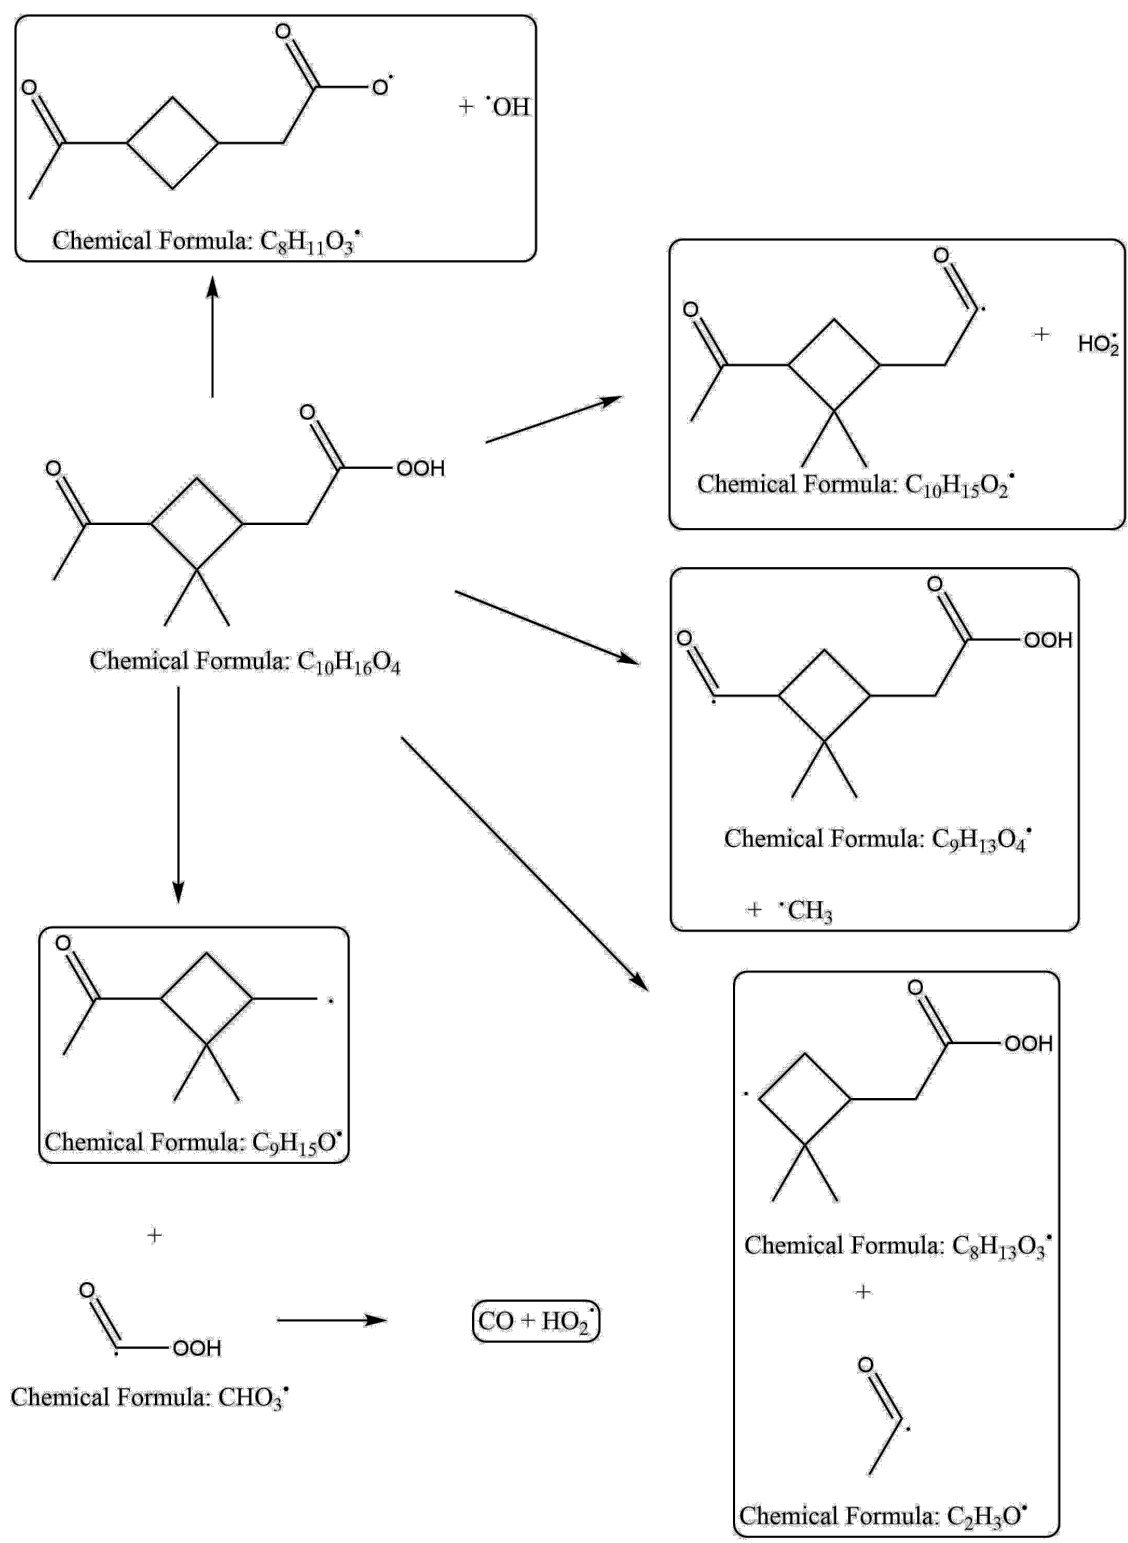 O
O
O•
+ •OH
Chemical Formula: C8H11O3•
O
O
+ HO2•
Chemical Formula: C10H15O2•
O
O
OOH
Chemical Formula: C10H16O4
O
O
OOH
Chemical Formula: C9H13O4•
+ •CH3
O
Chemical Formula: C9H15O•
+
O
OOH
Chemical Formula: CHO3•
CO + HO2•
O
OOH
Chemical Formula: C8H13O3•
+
O
Chemical Formula: C2H3O•